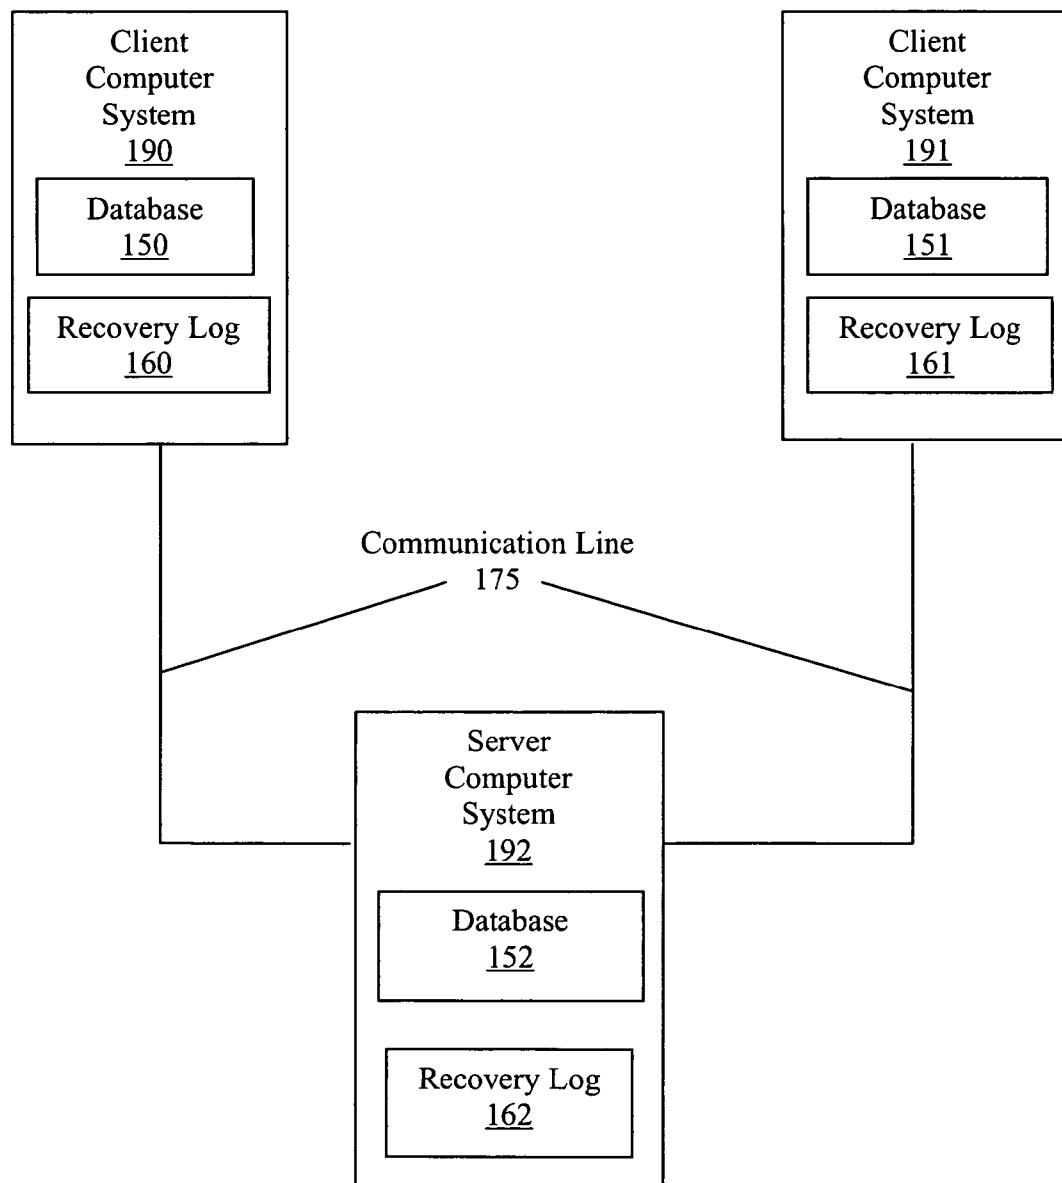 Client
Computer
System
190
Database
150
Recovery Log
160
Client
Computer
System
191
Database
151
Recovery Log
161
Communication Line
175
Server
Computer
System
192
Database
152
Recovery Log
162